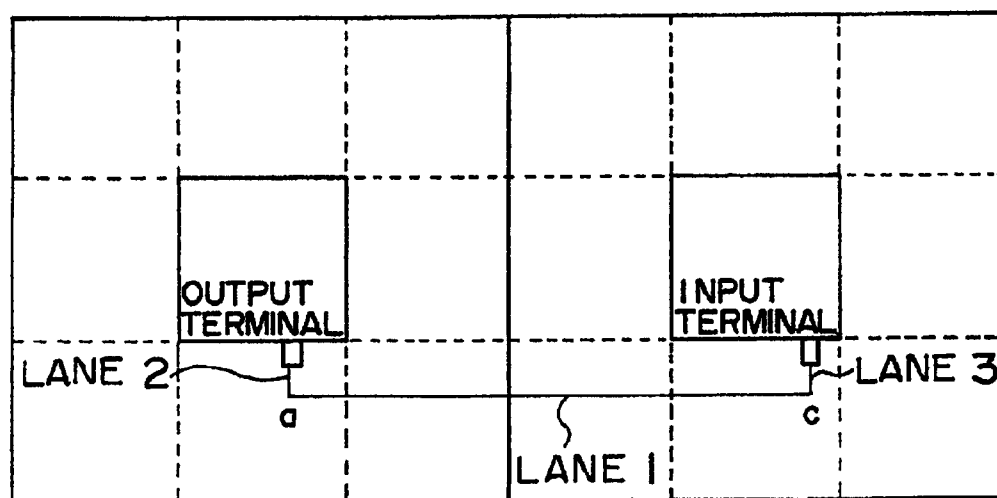 OUTPUT
TERMINAL
INPUT
TERMINAL
LANE 2
LANE 3
a
c
LANE 1